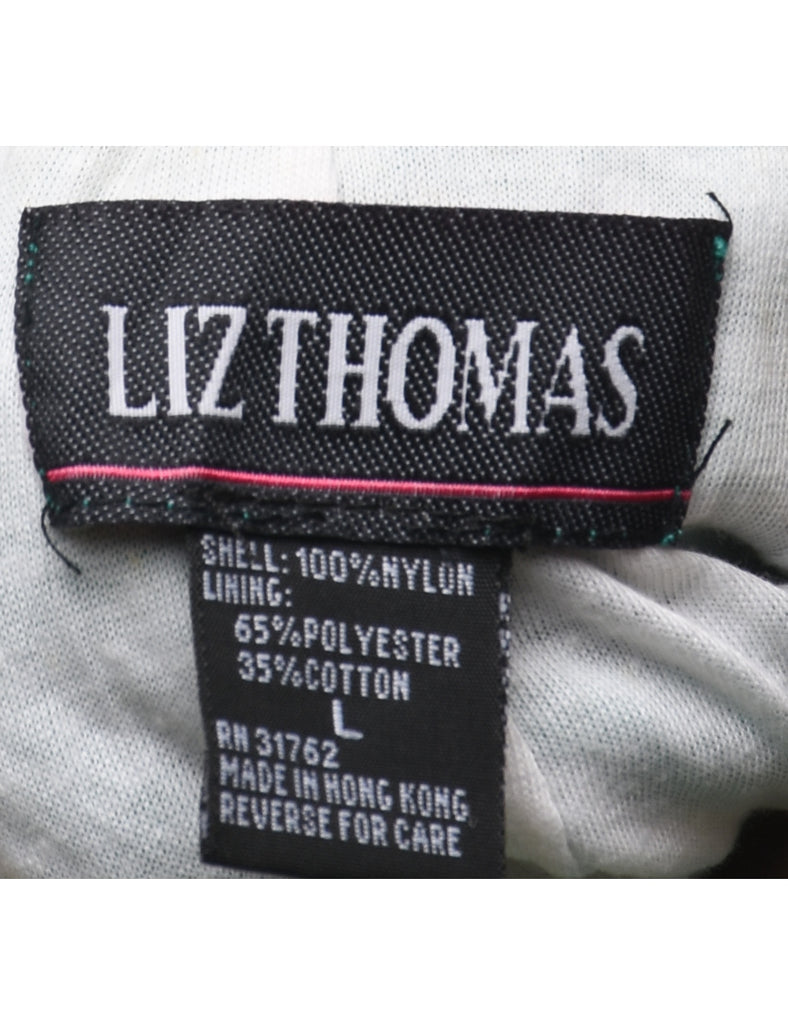 LIZ THOMAS
SHELL: 100% NYLON
LINING:
65% POLYESTER
35% COTTON
L
RN 31762
MADE IN HONG KONG
REVERSE FOR CARE